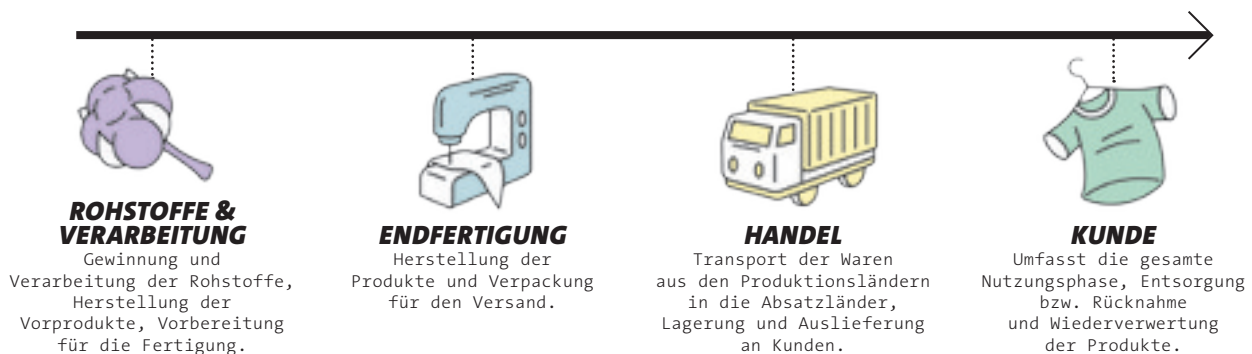 ROHSTOFFE &
VERARBEITUNG
Gewinnung und
Verarbeitung der Rohstoffe,
Herstellung der
Vorprodukte, Vorbereitung
für die Fertigung.
ENDFERTIGUNG
Herstellung der
Produkte und Verpackung
für den Versand.
HANDEL
Transport der Waren
aus den Produktionsländern
in die Absatzländer,
Lagerung und Auslieferung
an Kunden.
KUNDE
Umfasst die gesamte
Nutzungsphase, Entsorgung
bzw. Rücknahme
und Wiederverwertung
der Produkte.